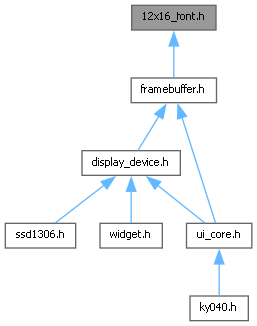 12x16_font.h
framebuffer.h
display_device.h
ssd1306.h
widget.h
ui_core.h
ky040.h